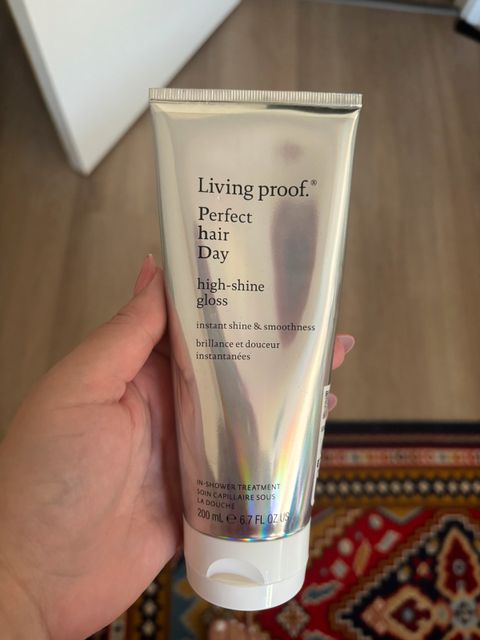 Living proof.®
Perfect
hair
Day
high-shine
gloss
instant shine & smoothness
brillance et douceur
instantanées
IN-SHOWER TREATMENT
SOIN CAPILLAIRE SOUS
LA DOUCHE
200 mL ℮ 6.7 FL OZ US